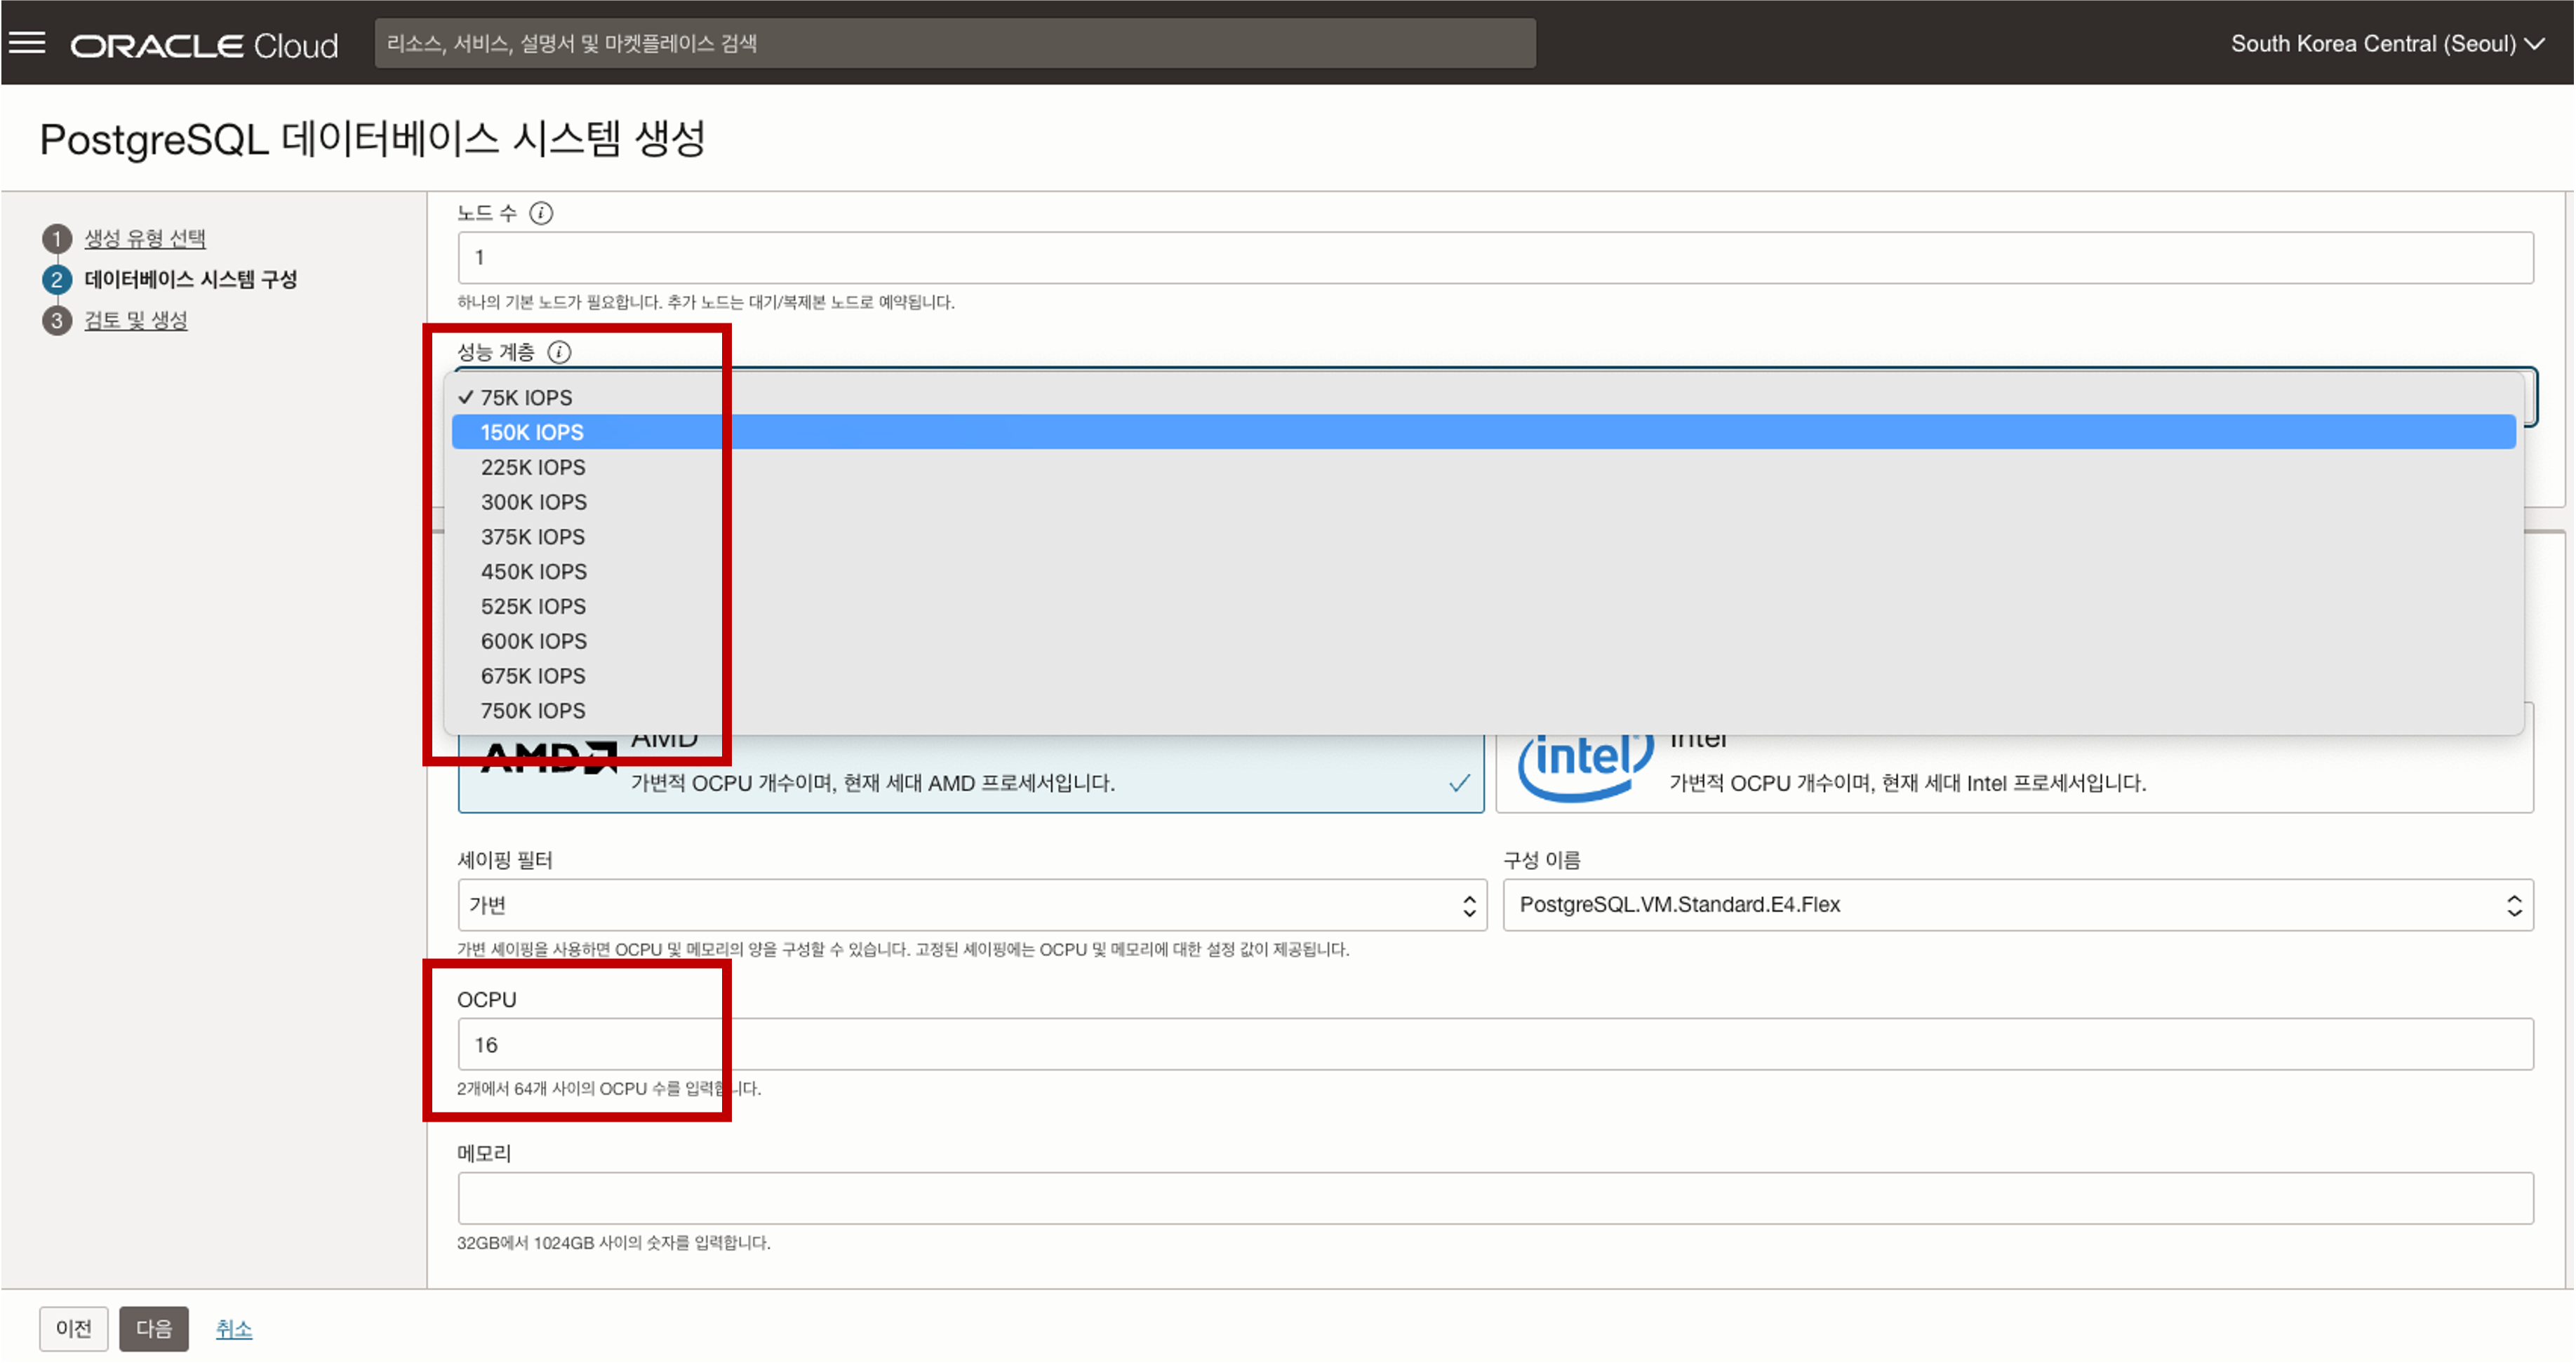 ORACLE Cloud
리소스, 서비스, 설명서 및 마켓플레이스 검색
South Korea Central (Seoul)
PostgreSQL 데이터베이스 시스템 생성
1 생성 유형 선택
2 데이터베이스 시스템 구성
3 검토 및 생성
노드 수
1
하나의 기본 노드가 필요합니다. 추가 노드는 대기/복제본 노드로 예약됩니다.
성능 계층
✓ 75K IOPS
150K IOPS
225K IOPS
300K IOPS
375K IOPS
450K IOPS
525K IOPS
600K IOPS
675K IOPS
750K IOPS
AMD AMD
가변적 OCPU 개수이며, 현재 세대 AMD 프로세서입니다.
intel Intel
가변적 OCPU 개수이며, 현재 세대 Intel 프로세서입니다.
셰이핑 필터
가변
가변 셰이핑을 사용하면 OCPU 및 메모리의 양을 구성할 수 있습니다. 고정된 셰이핑에는 OCPU 및 메모리에 대한 설정 값이 제공됩니다.
구성 이름
PostgreSQL.VM.Standard.E4.Flex
OCPU
16
2개에서 64개 사이의 OCPU 수를 입력합니다.
메모리
32GB에서 1024GB 사이의 숫자를 입력합니다.
이전
다음
취소